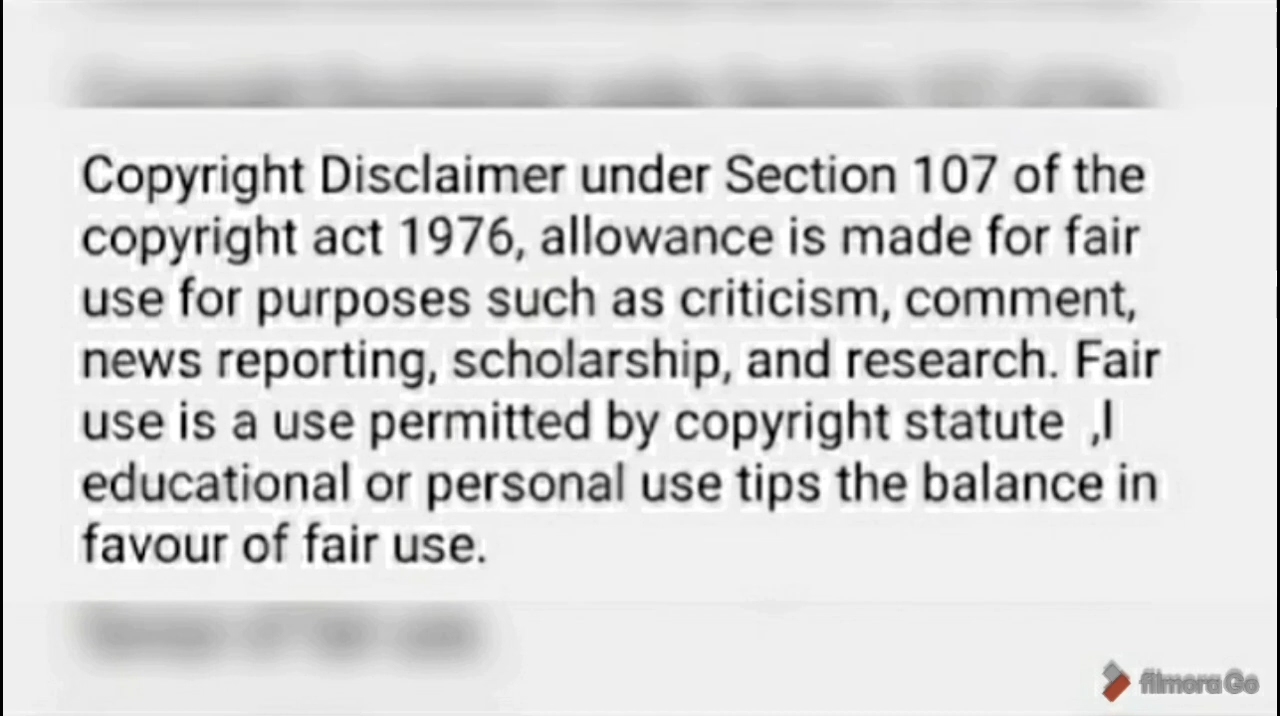 Copyright Disclaimer under Section 107 of the
copyright act 1976, allowance is made for fair
use for purposes such as criticism, comment,
news reporting, scholarship, and research. Fair
use is a use permitted by copyright statute ,l
educational or personal use tips the balance in
favour of fair use.
filmoraGo